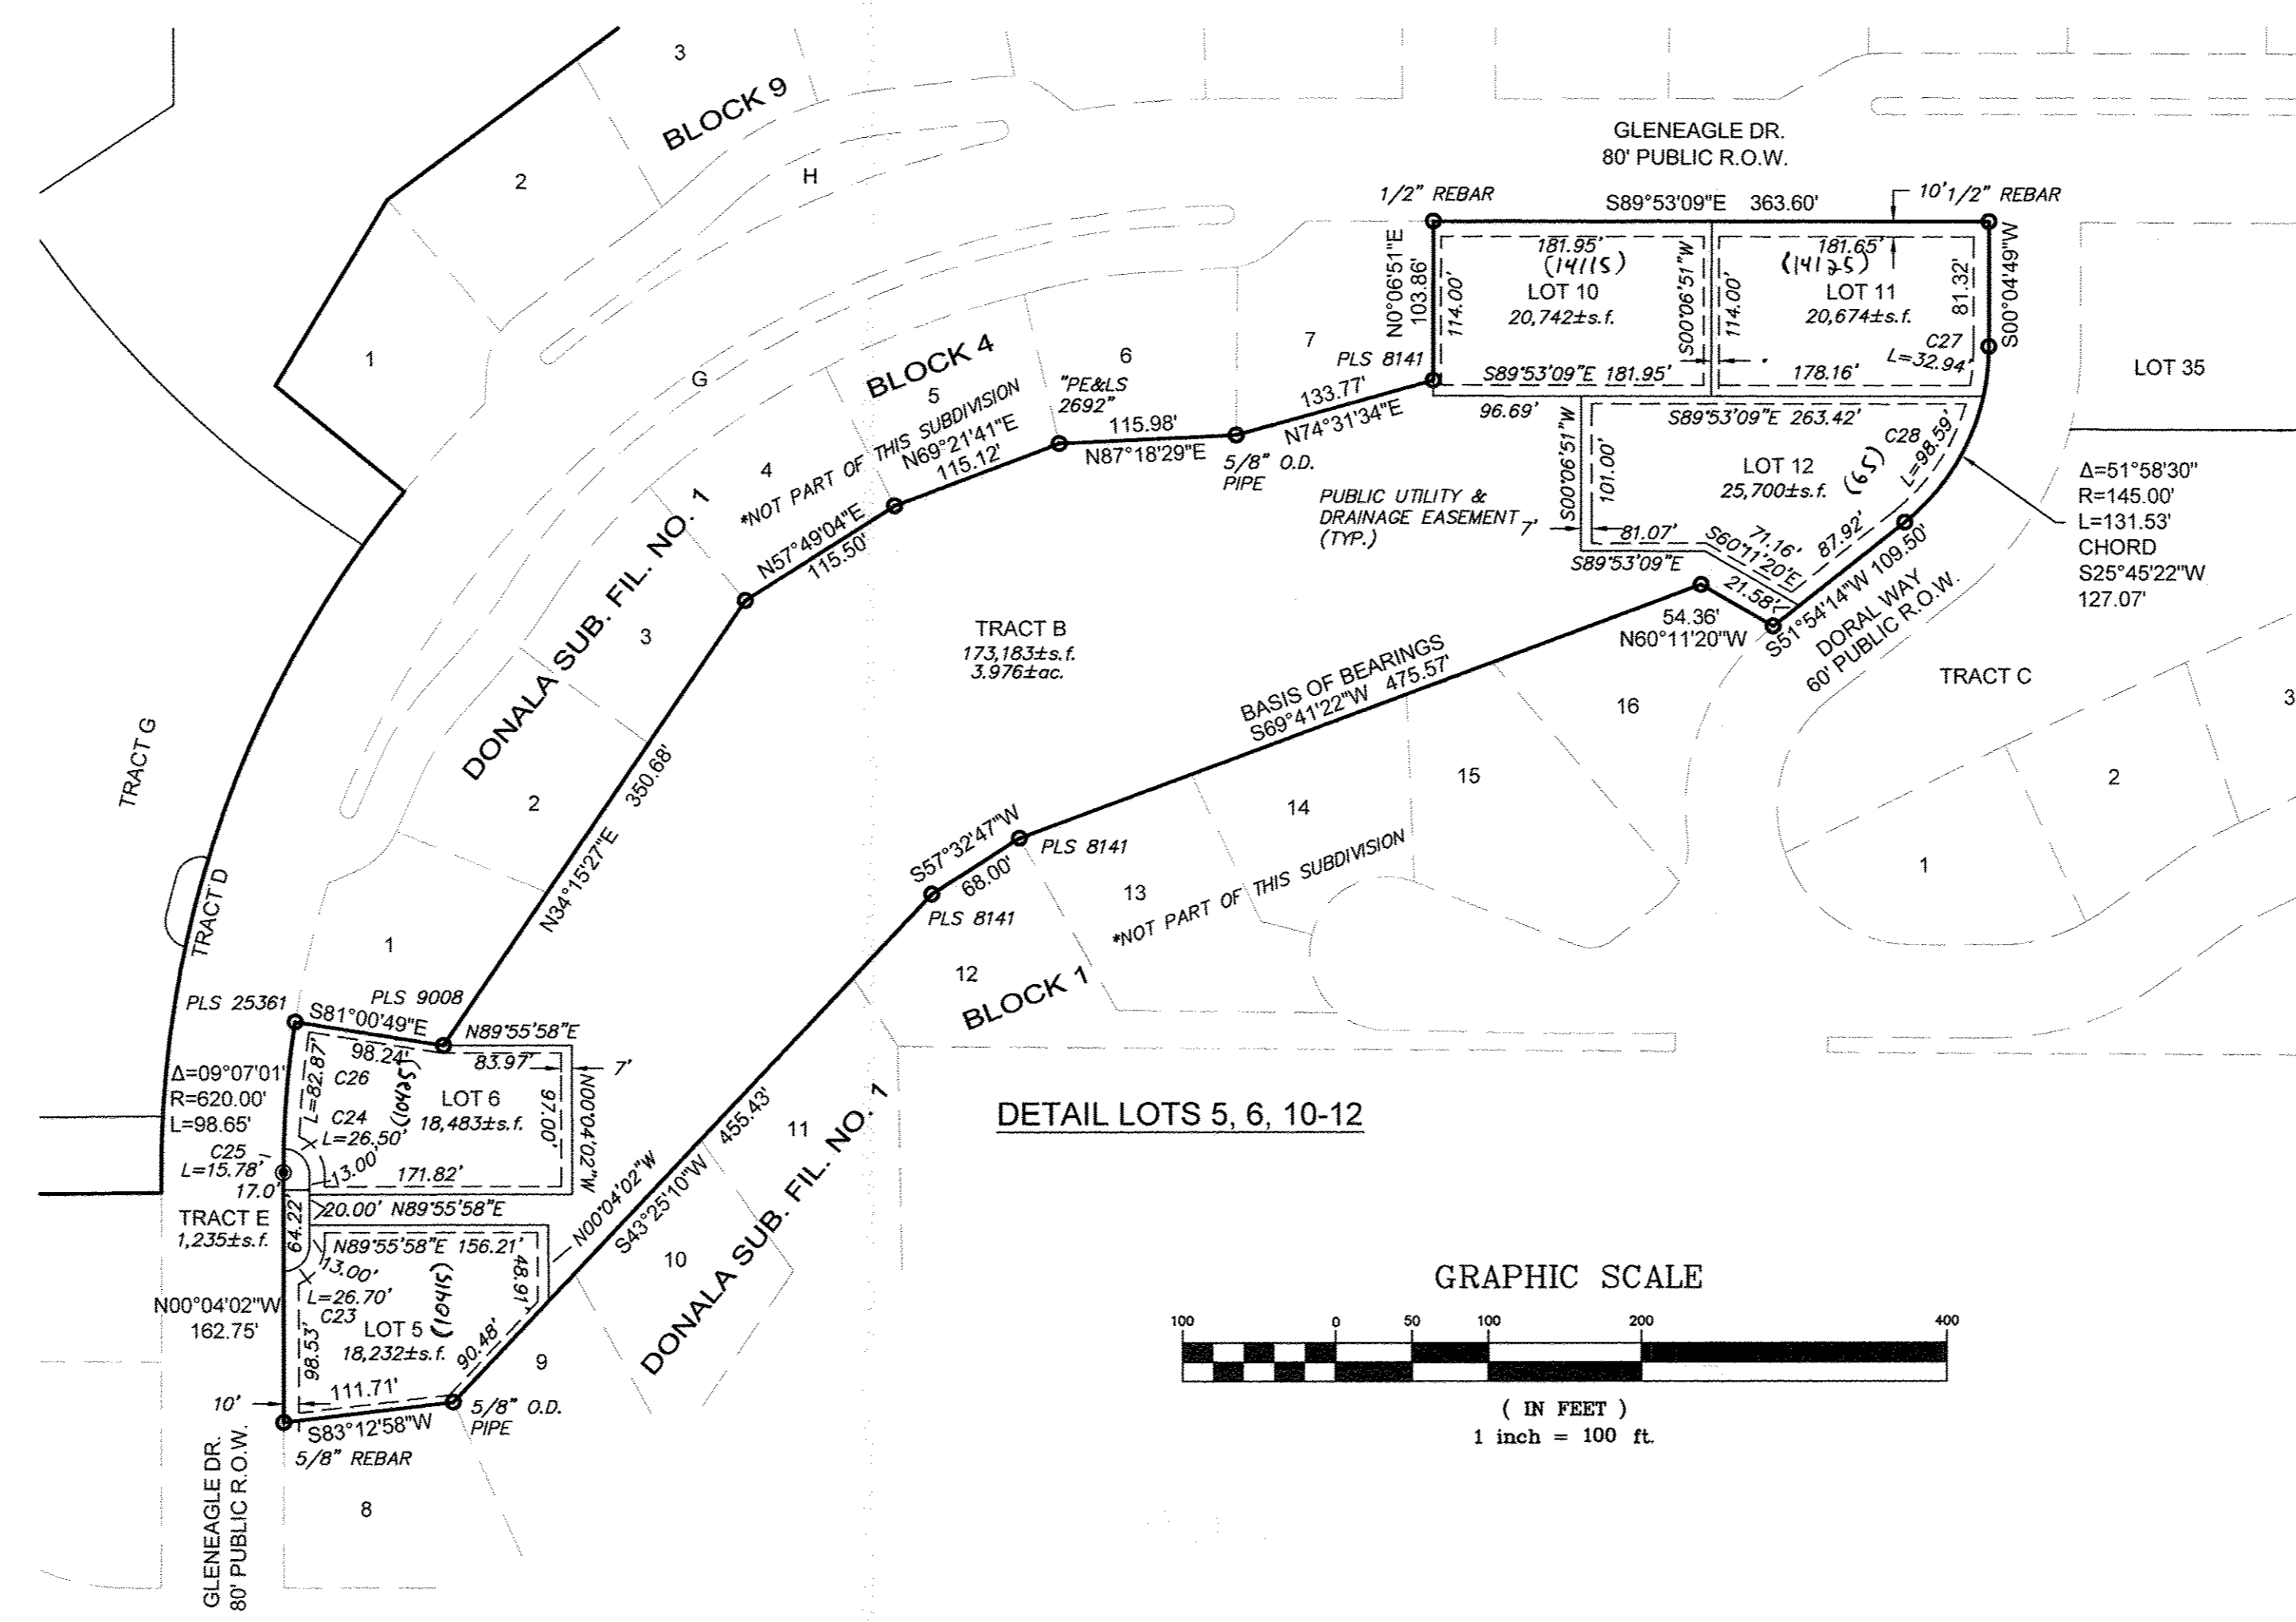 3
BLOCK 9
2
H
1
G
GLENEAGLE DR.
80' PUBLIC R.O.W.
1/2" REBAR
S89°53'09"E 363.60'
10'
1/2" REBAR
N0°06'51"E
103.86'
181.95'
(14115)
LOT 10
20,742±s.f.
114.00'
S00°06'51"W
181.65'
(14125)
LOT 11
20,674±s.f.
114.00'
81.32'
S00°04'49"W
C27
L=32.94'
S89°53'09"E 181.95'
178.16'
LOT 35
BLOCK 4
5
*NOT PART OF THIS SUBDIVISION
4
6
7
"PE&LS
2692"
PLS 8141
N69°21'41"E
115.12'
115.98'
N87°18'29"E
133.77'
N74°31'34"E
5/8" O.D.
PIPE
96.69'
S89°53'09"E 263.42'
S00°06'51"W
101.00'
LOT 12
25,700±s.f.
(65)
C28
L=98.59'
PUBLIC UTILITY &
DRAINAGE EASEMENT
(TYP.)
7'
81.07'
S89°53'09"E
71.16'
S60°11'20"E
87.92'
21.58'
S51°54'14"W 109.50'
DORAL WAY
60' PUBLIC R.O.W.
Δ=51°58'30"
R=145.00'
L=131.53'
CHORD
S25°45'22"W
127.07'
54.36'
N60°11'20"W
TRACT C
3
2
1
N57°49'04"E
115.50'
DONALA SUB. FIL. NO. 1
3
2
1
TRACT B
173,183±s.f.
3.976±ac.
BASIS OF BEARINGS
S69°41'22"W 475.57'
16
15
14
13
12
*NOT PART OF THIS SUBDIVISION
BLOCK 1
350.68'
N34°15'27"E
S57°32'47"W
68.00'
PLS 8141
PLS 8141
TRACT G
TRACT D
PLS 25361
PLS 9008
S81°00'49"E
98.24'
N89°55'58"E
83.97'
7'
L=82.87'
C26
(10425)
LOT 6
18,483±s.f.
97.00'
N00°04'02"W
Δ=09°07'01"
R=620.00'
L=98.65'
C24
L=26.50'
C25
L=15.78'
13.00'
171.82'
17.0'
20.00'
N89°55'58"E
TRACT E
1,235±s.f.
64.22'
N89°55'58"E 156.21'
48.91'
N00°04'02"W
13.00'
L=26.70'
C23
(10415)
LOT 5
18,232±s.f.
98.53'
90.48'
N00°04'02"W
162.75'
10'
111.71'
S83°12'58"W
5/8" REBAR
5/8" O.D.
PIPE
455.43'
S43°25'10"W
11
10
9
8
DONALA SUB. FIL. NO. 1
GLENEAGLE DR.
80' PUBLIC R.O.W.
DETAIL LOTS 5, 6, 10-12
GRAPHIC SCALE
100 0 50 100 200 400
( IN FEET )
1 inch = 100 ft.